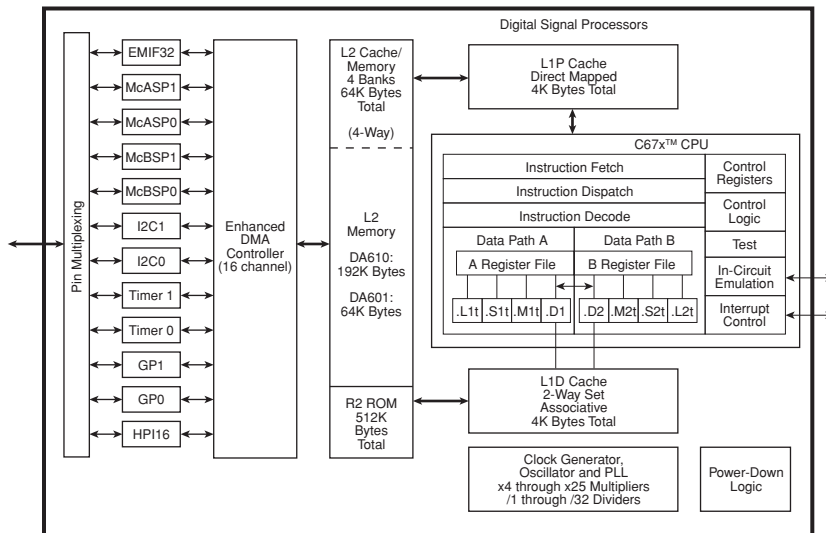 Digital Signal Processors
Pin Multiplexing
EMIF32
McASP1
McASP0
McBSP1
McBSP0
I2C1
I2C0
Timer 1
Timer 0
GP1
GP0
HPI16
Enhanced
DMA
Controller
(16 channel)
L2 Cache/
Memory
4 Banks
64K Bytes
Total
(4-Way)
L2
Memory
DA610:
192K Bytes
DA601:
64K Bytes
R2 ROM
512K
Bytes
Total
L1P Cache
Direct Mapped
4K Bytes Total
C67x™ CPU
Instruction Fetch
Instruction Dispatch
Instruction Decode
Data Path A
Data Path B
A Register File
B Register File
.L1t
.S1t
.M1t
.D1
.D2
.M2t
.S2t
.L2t
Control
Registers
Control
Logic
Test
In-Circuit
Emulation
Interrupt
Control
L1D Cache
2-Way Set
Associative
4K Bytes Total
Clock Generator,
Oscillator and PLL
x4 through x25 Multipliers
/1 through /32 Dividers
Power-Down
Logic